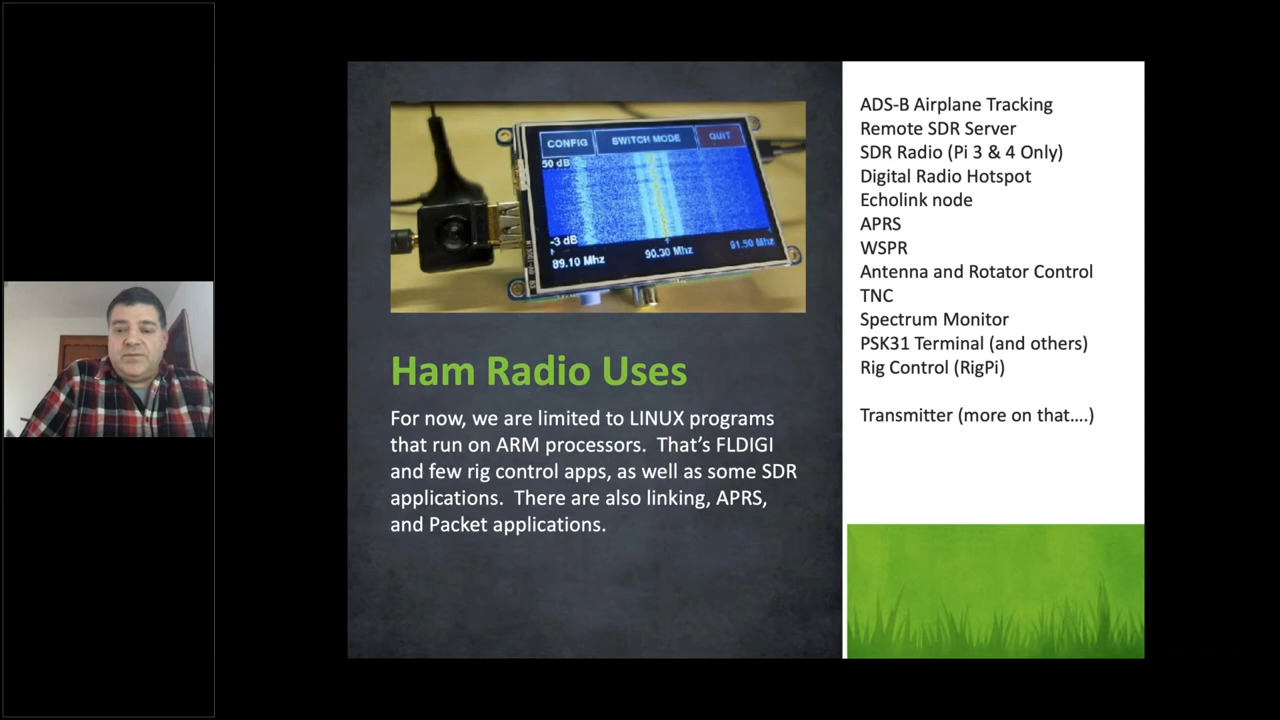 CONFIG SWITCH MODE QUIT
50 dB
-3 dB
89.10 Mhz 90.30 Mhz 91.50 Mhz
Ham Radio Uses
For now, we are limited to LINUX programs
that run on ARM processors.  That’s FLDIGI
and few rig control apps, as well as some SDR
applications.  There are also linking, APRS,
and Packet applications.
ADS-B Airplane Tracking
Remote SDR Server
SDR Radio (Pi 3 & 4 Only)
Digital Radio Hotspot
Echolink node
APRS
WSPR
Antenna and Rotator Control
TNC
Spectrum Monitor
PSK31 Terminal (and others)
Rig Control (RigPi)
Transmitter (more on that….)